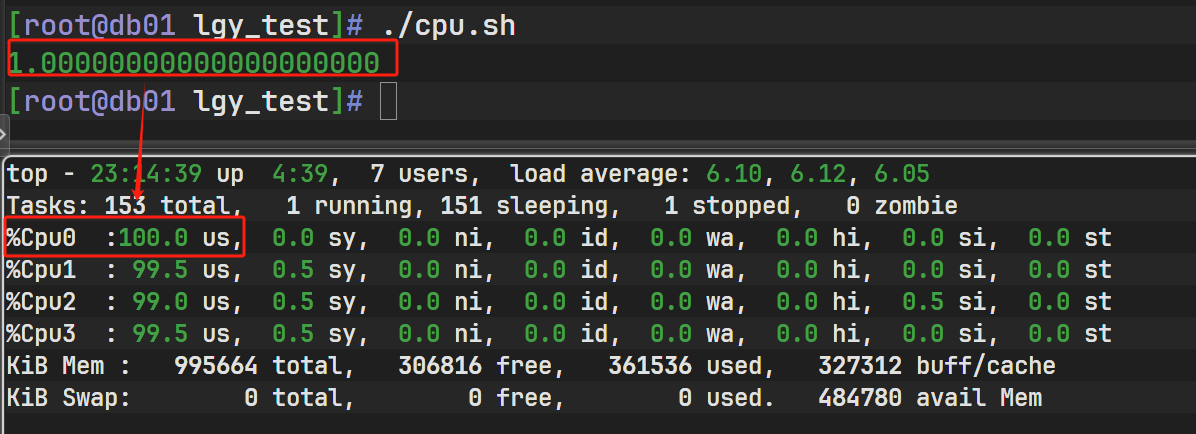 [root@db01 lgy_test]# ./cpu.sh
1.00000000000000000000
[root@db01 lgy_test]#
top - 23:14:39 up  4:39,  7 users,  load average: 6.10, 6.12, 6.05
Tasks: 153 total,   1 running, 151 sleeping,   1 stopped,   0 zombie
%Cpu0  :100.0 us,  0.0 sy,  0.0 ni,  0.0 id,  0.0 wa,  0.0 hi,  0.0 si,  0.0 st
%Cpu1  : 99.5 us,  0.5 sy,  0.0 ni,  0.0 id,  0.0 wa,  0.0 hi,  0.0 si,  0.0 st
%Cpu2  : 99.0 us,  0.5 sy,  0.0 ni,  0.0 id,  0.0 wa,  0.0 hi,  0.5 si,  0.0 st
%Cpu3  : 99.5 us,  0.5 sy,  0.0 ni,  0.0 id,  0.0 wa,  0.0 hi,  0.0 si,  0.0 st
KiB Mem :   995664 total,   306816 free,   361536 used,   327312 buff/cache
KiB Swap:        0 total,        0 free,        0 used.   484780 avail Mem